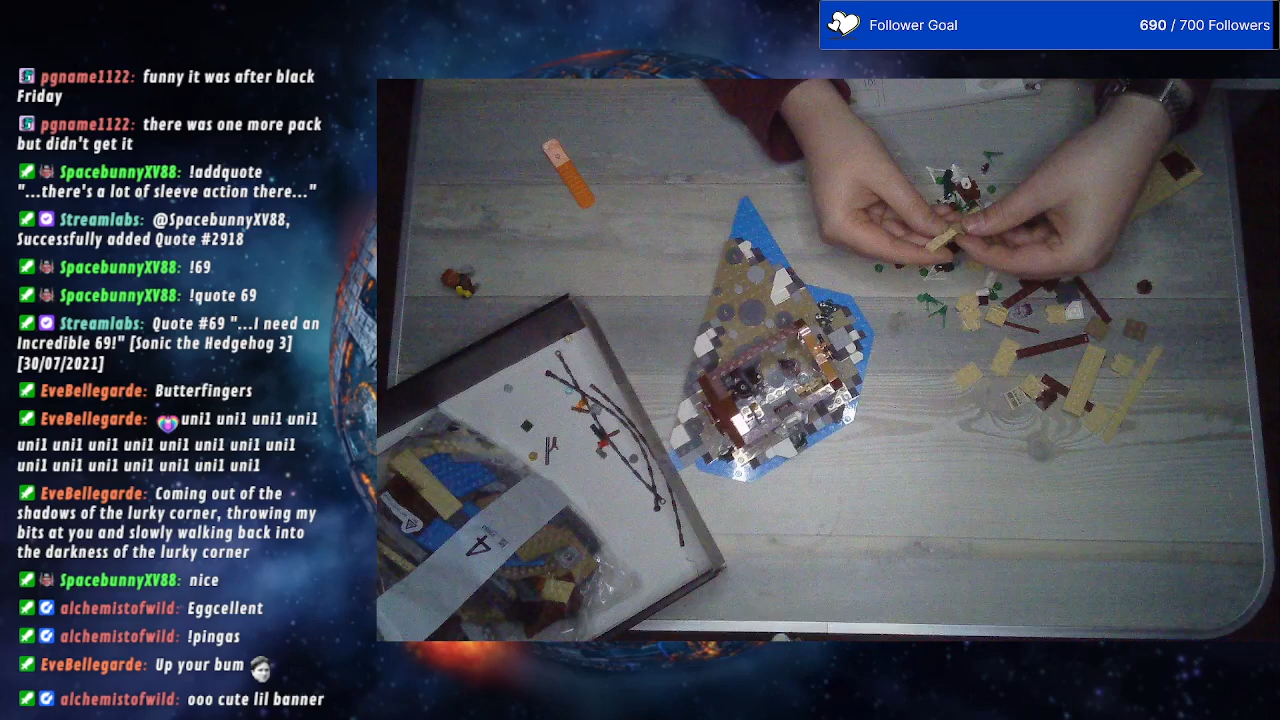 Follower Goal 690 / 700 Followers
pgname1122: funny it was after black
Friday
pgname1122: there was one more pack
but didn't get it
SpacebunnyXV88: !addquote
"...there's a lot of sleeve action there..."
Streamlabs: @SpacebunnyXV88,
Successfully added Quote #2918
SpacebunnyXV88: !69
SpacebunnyXV88: !quote 69
Streamlabs: Quote #69 "...I need an
Incredible 69!" [Sonic the Hedgehog 3]
[30/07/2021]
EveBellegarde: Butterfingers
EveBellegarde: uni1 uni1 uni1 uni1
uni1 uni1 uni1 uni1 uni1 uni1 uni1
uni1 uni1 uni1 uni1 uni1 uni1
EveBellegarde: Coming out of the
shadows of the lurky corner, throwing my
bits at you and slowly walking back into
the darkness of the lurky corner
SpacebunnyXV88: nice
alchemistofwild: Eggcellent
alchemistofwild: !pingas
EveBellegarde: Up your bum
alchemistofwild: ooo cute lil banner
4